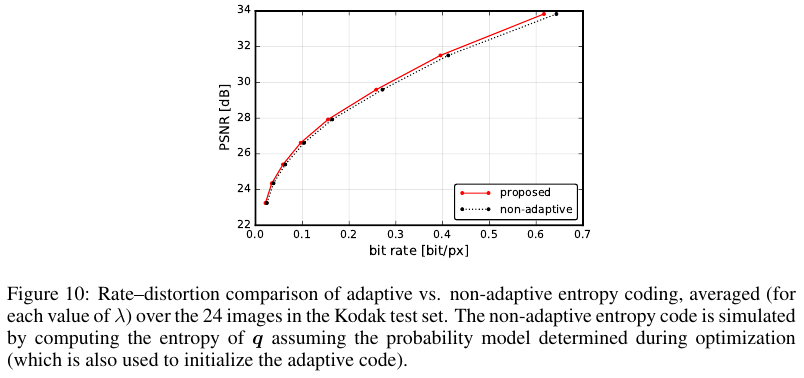 34
32
30
28
26
24
22
PSNR [dB]
0.0 0.1 0.2 0.3 0.4 0.5 0.6 0.7
bit rate [bit/px]
proposed
non-adaptive
Figure 10: Rate–distortion comparison of adaptive vs. non-adaptive entropy coding, averaged (for
each value of λ) over the 24 images in the Kodak test set. The non-adaptive entropy code is simulated
by computing the entropy of q assuming the probability model determined during optimization
(which is also used to initialize the adaptive code).